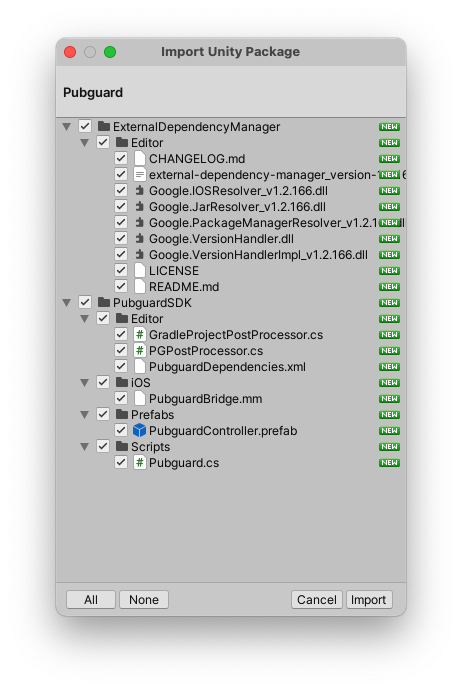 Import Unity Package
Pubguard
ExternalDependencyManager NEW
Editor NEW
CHANGELOG.md NEW
external-dependency-manager_version- NEW
Google.IOSResolver_v1.2.166.dll NEW
Google.JarResolver_v1.2.166.dll NEW
Google.PackageManagerResolver_v1.2.1 NEW
Google.VersionHandler.dll NEW
Google.VersionHandlerImpl_v1.2.166.dll NEW
LICENSE NEW
README.md NEW
PubguardSDK NEW
Editor NEW
# GradleProjectPostProcessor.cs NEW
# PGPostProcessor.cs NEW
PubguardDependencies.xml NEW
iOS NEW
PubguardBridge.mm NEW
Prefabs NEW
PubguardController.prefab NEW
Scripts NEW
# Pubguard.cs NEW
All None Cancel Import